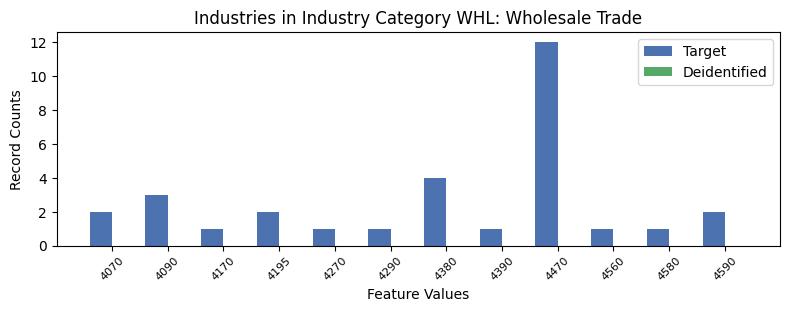 Industries in Industry Category WHL: Wholesale Trade
Target
Deidentified
Record Counts
12
10
8
6
4
2
0
4070 4090 4170 4195 4270 4290 4380 4390 4470 4560 4580 4590
Feature Values